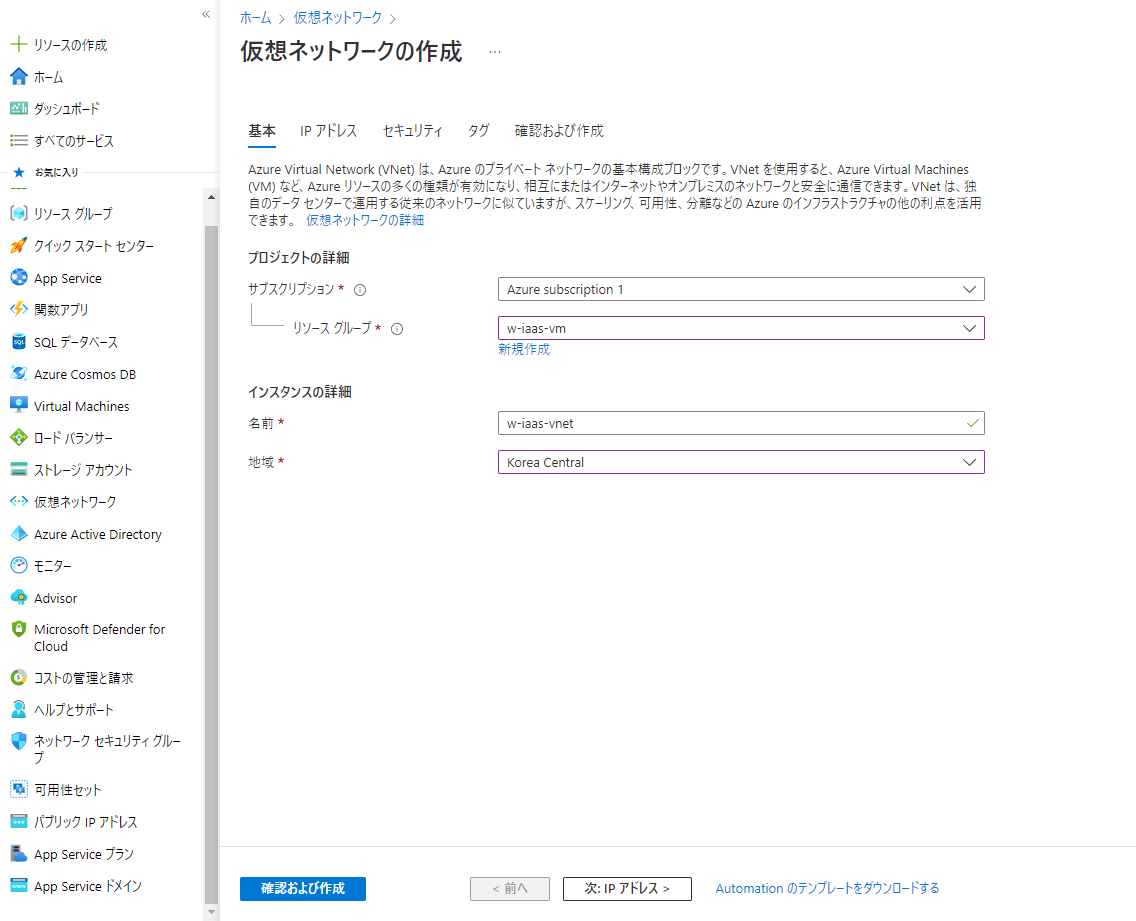 «
リソースの作成
ホーム
ダッシュボード
すべてのサービス
お気に入り
リソース グループ
クイック スタート センター
App Service
関数アプリ
SQL データベース
Azure Cosmos DB
Virtual Machines
ロード バランサー
ストレージ アカウント
仮想ネットワーク
Azure Active Directory
モニター
Advisor
Microsoft Defender for
Cloud
コストの管理と請求
ヘルプとサポート
ネットワーク セキュリティ グルー
プ
可用性セット
パブリック IP アドレス
App Service プラン
App Service ドメイン
ホーム > 仮想ネットワーク >
仮想ネットワークの作成 …
基本 IP アドレス セキュリティ タグ 確認および作成
Azure Virtual Network (VNet) は、Azure のプライベート ネットワークの基本構成ブロックです。VNet を使用すると、Azure Virtual Machines
(VM) など、Azure リソースの多くの種類が有効になり、相互にまたはインターネットやオンプレミスのネットワークと安全に通信できます。VNet は、独
自のデータ センターで運用する従来のネットワークに似ていますが、スケーリング、可用性、分離などの Azure のインフラストラクチャの他の利点を活用
できます。 仮想ネットワークの詳細
プロジェクトの詳細
サブスクリプション * Azure subscription 1
リソース グループ * w-iaas-vm
新規作成
インスタンスの詳細
名前 * w-iaas-vnet
地域 * Korea Central
確認および作成 < 前へ 次: IP アドレス > Automation のテンプレートをダウンロードする